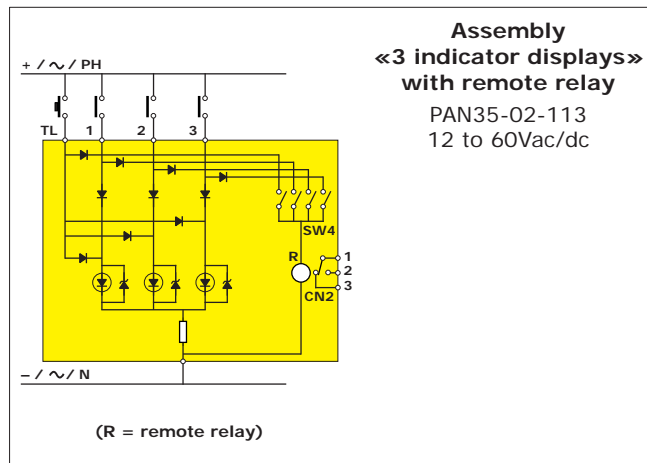 Assembly
«3 indicator displays»
with remote relay
PAN35-02-113
12 to 60Vac/dc
+ / ~ / PH
TL 1 2 3
SW4
R
1
2
3
CN2
– / ~ / N
(R = remote relay)